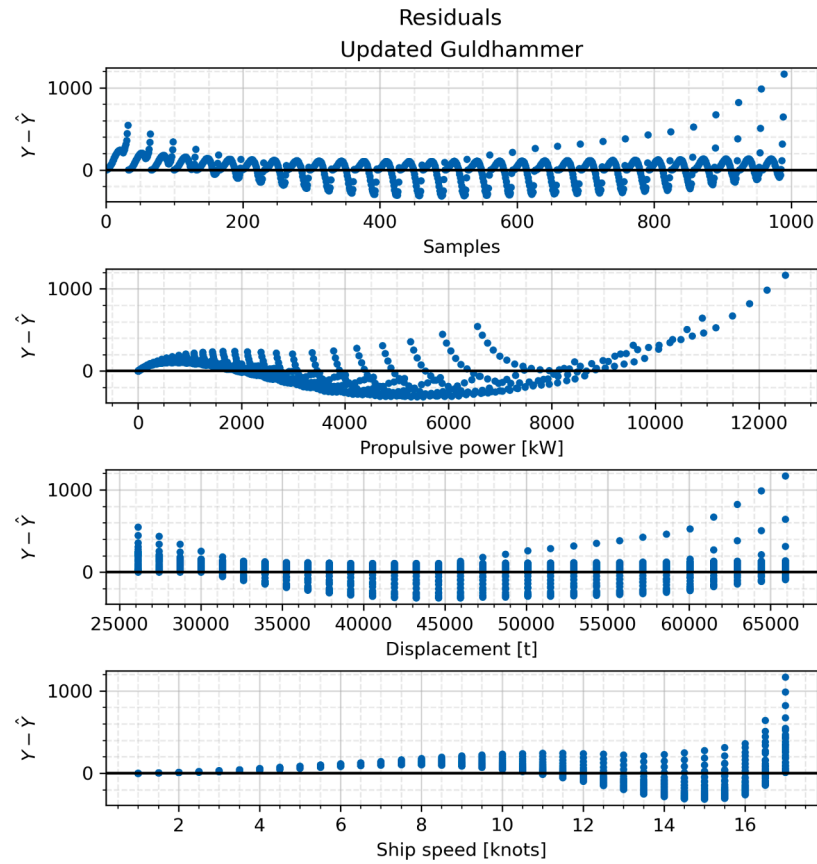 Residuals
Updated Guldhammer
1000
0
Y − Ŷ
0 200 400 600 800 1000
Samples
1000
0
Y − Ŷ
0 2000 4000 6000 8000 10000 12000
Propulsive power [kW]
1000
0
Y − Ŷ
25000 30000 35000 40000 45000 50000 55000 60000 65000
Displacement [t]
1000
0
Y − Ŷ
2 4 6 8 10 12 14 16
Ship speed [knots]